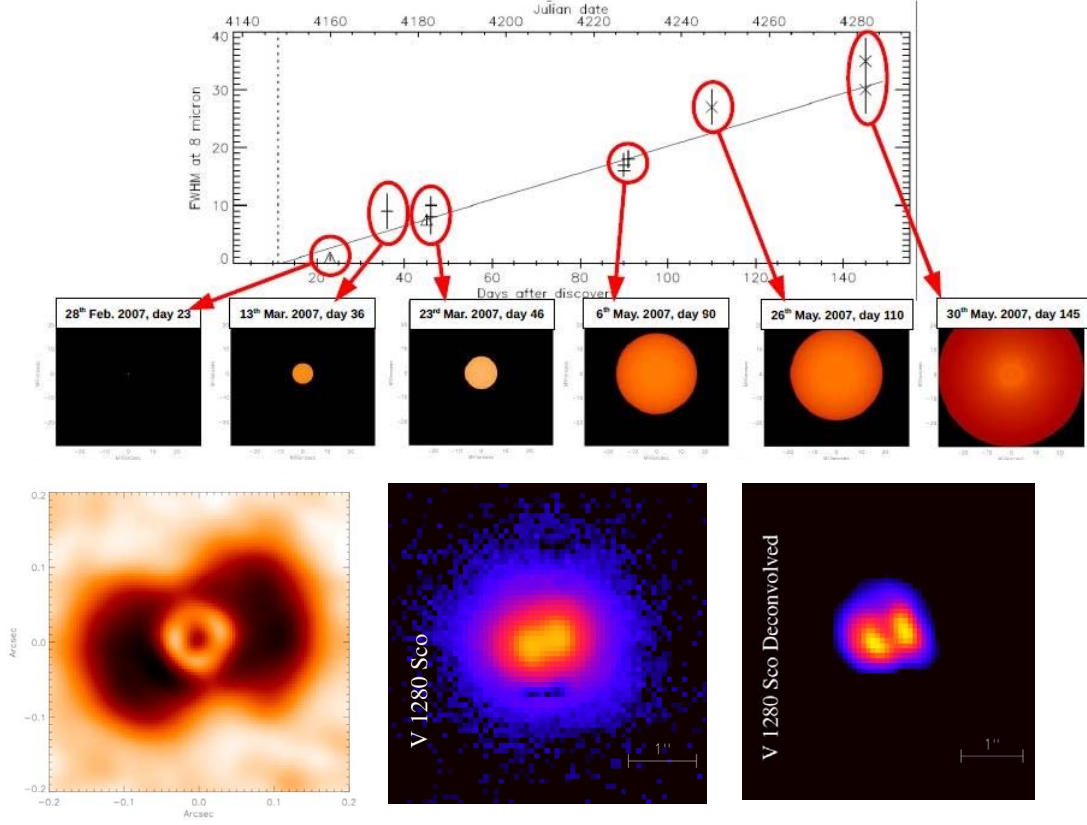 Julian date
4140 4160 4180 4200 4220 4240 4260 4280
FWHM at 8 micron
40
30
20
10
0
20 40 60 80 100 120 140
Days after discover
28th Feb. 2007, day 23
13th Mar. 2007, day 36
23rd Mar. 2007, day 46
6th May. 2007, day 90
26th May. 2007, day 110
30th May. 2007, day 145
0.2
0.1
0.0
-0.1
-0.2
Arcsec
-0.2 -0.1 0.0 0.1 0.2
Arcsec
V 1280 Sco
1"
V 1280 Sco Deconvolved
1"